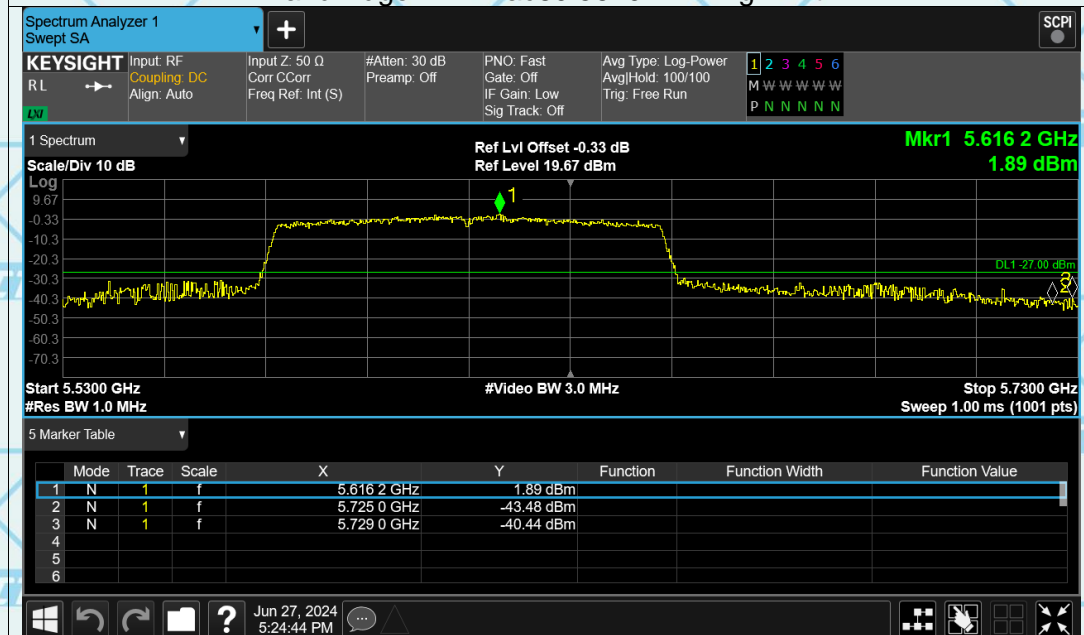 Spectrum Analyzer 1
Swept SA
+
SCPI
KEYSIGHT
RL
LXI
Input: RF
Coupling: DC
Align: Auto
Input Z: 50 Ω
Corr CCorr
Freq Ref: Int (S)
#Atten: 30 dB
Preamp: Off
PNO: Fast
Gate: Off
IF Gain: Low
Sig Track: Off
Avg Type: Log-Power
Avg|Hold: 100/100
Trig: Free Run
1 2 3 4 5 6
M W W W W W
P N N N N N
1 Spectrum
Scale/Div 10 dB
Ref Lvl Offset -0.33 dB
Ref Level 19.67 dBm
Mkr1 5.616 2 GHz
1.89 dBm
Log
9.67
-0.33
-10.3
-20.3
-30.3
-40.3
-50.3
-60.3
-70.3
1
DL1 -27.00 dBm
Start 5.5300 GHz
#Video BW 3.0 MHz
Stop 5.7300 GHz
#Res BW 1.0 MHz
Sweep 1.00 ms (1001 pts)
5 Marker Table
Mode Trace Scale X Y Function Function Width Function Value
1 N 1 f 5.616 2 GHz 1.89 dBm
2 N 1 f 5.725 0 GHz -43.48 dBm
3 N 1 f 5.729 0 GHz -40.44 dBm
4
5
6
?
Jun 27, 2024
5:24:44 PM